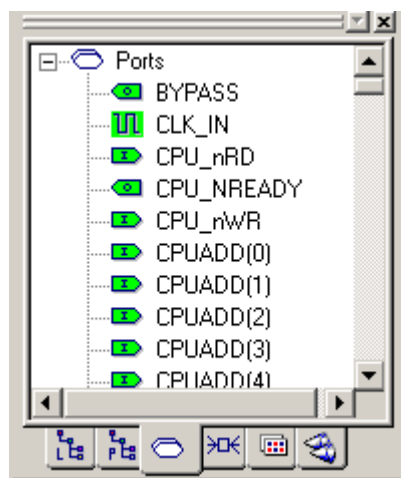 Ports
BYPASS
CLK_IN
CPU_nRD
CPU_NREADY
CPU_nWR
CPUADD(0)
CPUADD(1)
CPUADD(2)
CPUADD(3)
CPUADD(4)
L P